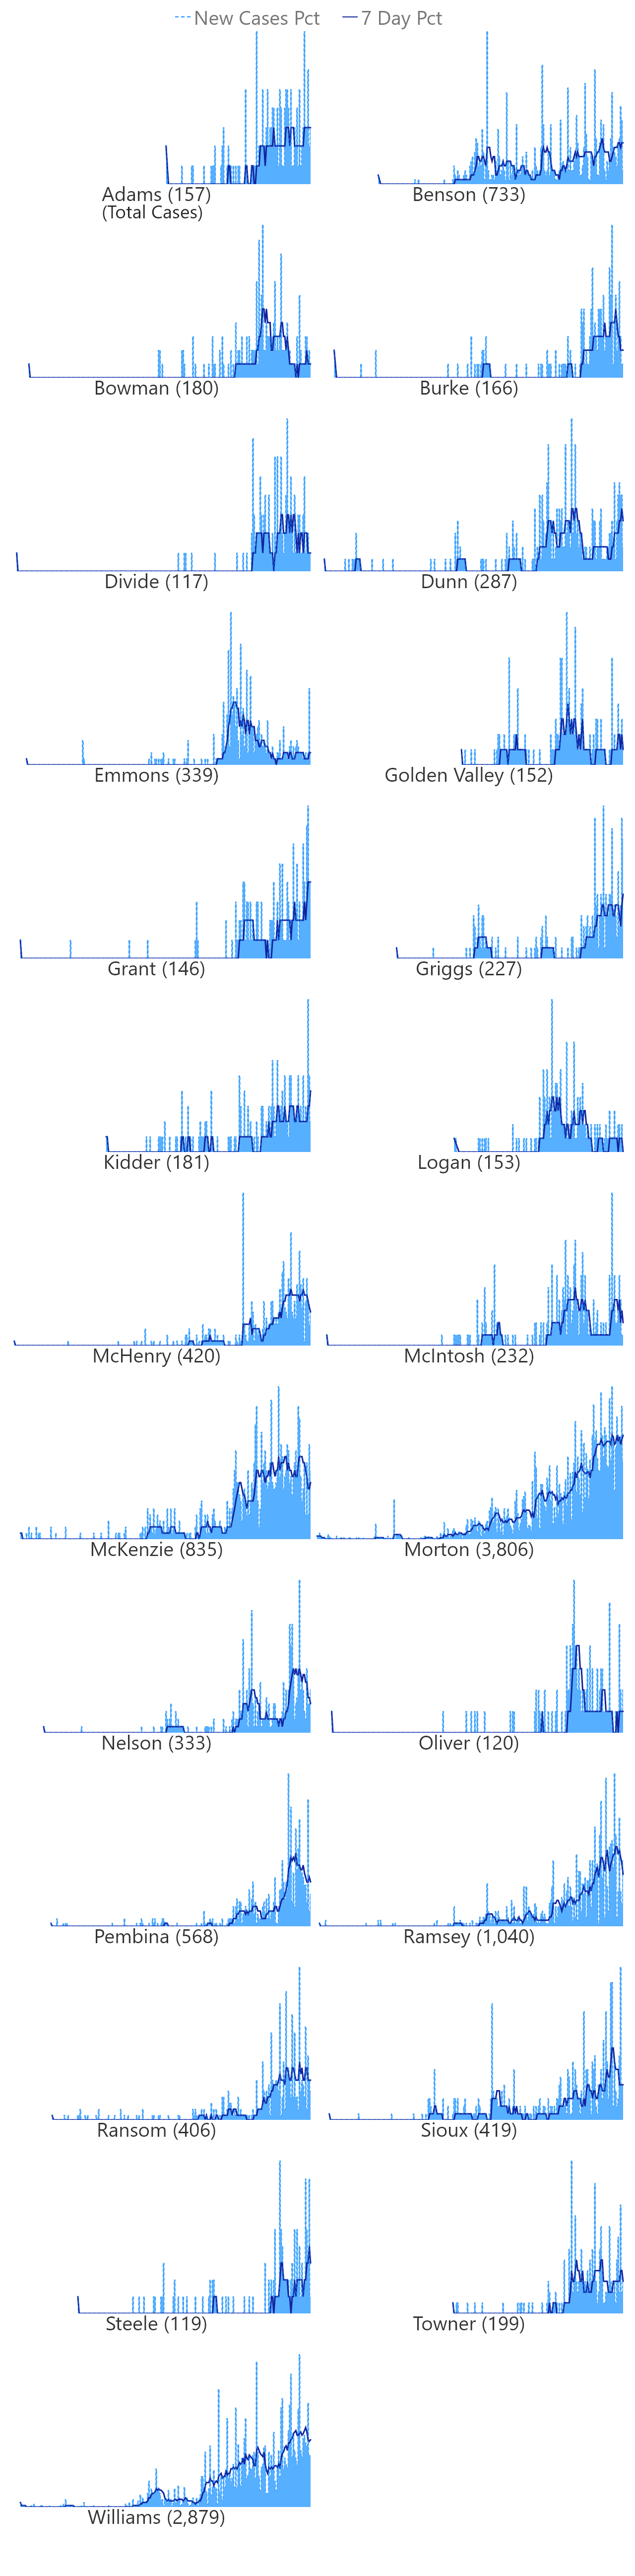 New Cases Pct 7 Day Pct
Adams (157) Benson (733)
(Total Cases)
Bowman (180) Burke (166)
Divide (117) Dunn (287)
Emmons (339) Golden Valley (152)
Grant (146) Griggs (227)
Kidder (181) Logan (153)
McHenry (420) McIntosh (232)
McKenzie (835) Morton (3,806)
Nelson (333) Oliver (120)
Pembina (568) Ramsey (1,040)
Ransom (406) Sioux (419)
Steele (119) Towner (199)
Williams (2,879)